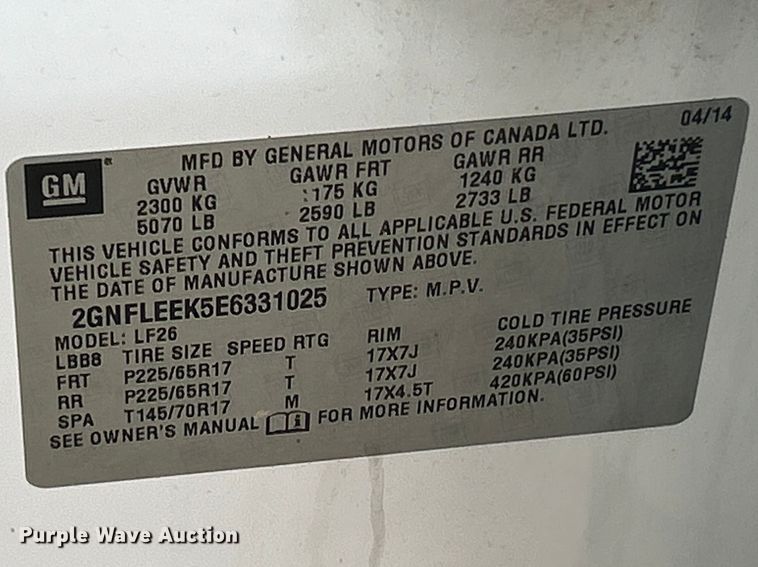 04/14
GM
MFD BY GENERAL MOTORS OF CANADA LTD.
GVWR GAWR FRT GAWR RR
2300 KG 1175 KG 1240 KG
5070 LB 2590 LB 2733 LB
THIS VEHICLE CONFORMS TO ALL APPLICABLE U.S. FEDERAL MOTOR
VEHICLE SAFETY AND THEFT PREVENTION STANDARDS IN EFFECT ON
THE DATE OF MANUFACTURE SHOWN ABOVE.
2GNFLEEK5E6331025 TYPE: M.P.V.
MODEL: LF26
LBB8 TIRE SIZE SPEED RTG RIM COLD TIRE PRESSURE
FRT P225/65R17 T 17X7J 240KPA(35PSI)
RR P225/65R17 T 17X7J 240KPA(35PSI)
SPA T145/70R17 M 17X4.5T 420KPA(60PSI)
SEE OWNER'S MANUAL FOR MORE INFORMATION.
Purple Wave Auction